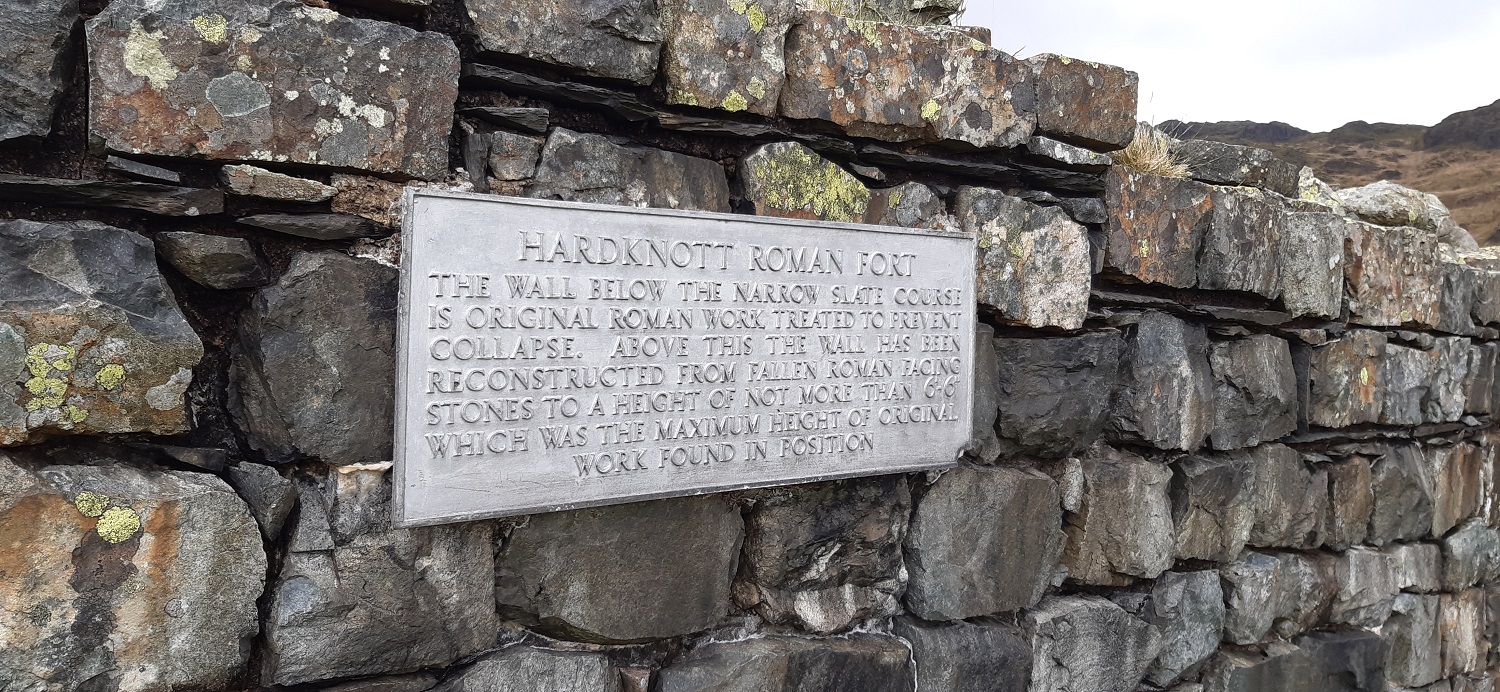 HARDKNOTT ROMAN FORT
THE WALL BELOW THE NARROW SLATE COURSE
IS ORIGINAL ROMAN WORK TREATED TO PREVENT
COLLAPSE. ABOVE THIS THE WALL HAS BEEN
RECONSTRUCTED FROM FALLEN ROMAN FACING
STONES TO A HEIGHT OF NOT MORE THAN 6'-6"
WHICH WAS THE MAXIMUM HEIGHT OF ORIGINAL
WORK FOUND IN POSITION